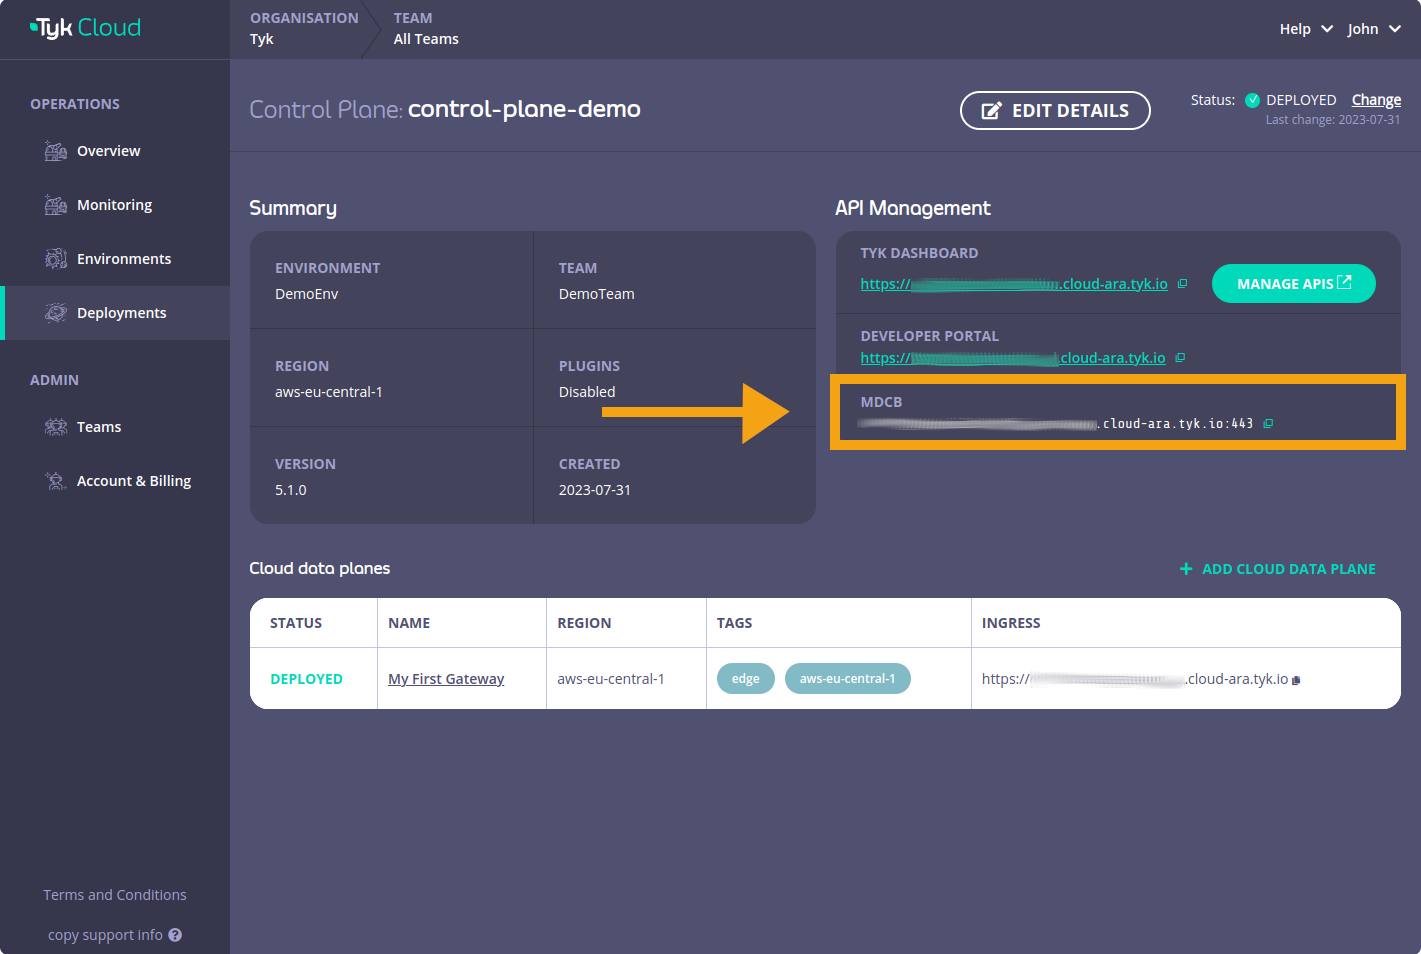 Tyk Cloud
ORGANISATION
Tyk
TEAM
All Teams
Help
John
OPERATIONS
Overview
Monitoring
Environments
Deployments
ADMIN
Teams
Account & Billing
Terms and Conditions
copy support info ?
Control Plane: control-plane-demo
EDIT DETAILS
Status: DEPLOYED Change
Last change: 2023-07-31
Summary
ENVIRONMENT
DemoEnv
TEAM
DemoTeam
REGION
aws-eu-central-1
PLUGINS
Disabled
VERSION
5.1.0
CREATED
2023-07-31
API Management
TYK DASHBOARD
https:// .cloud-ara.tyk.io
MANAGE APIS
DEVELOPER PORTAL
https:// .cloud-ara.tyk.io
MDCB
.cloud-ara.tyk.io:443
Cloud data planes
+ ADD CLOUD DATA PLANE
STATUS NAME REGION TAGS INGRESS
DEPLOYED My First Gateway aws-eu-central-1 edge aws-eu-central-1 https:// .cloud-ara.tyk.io